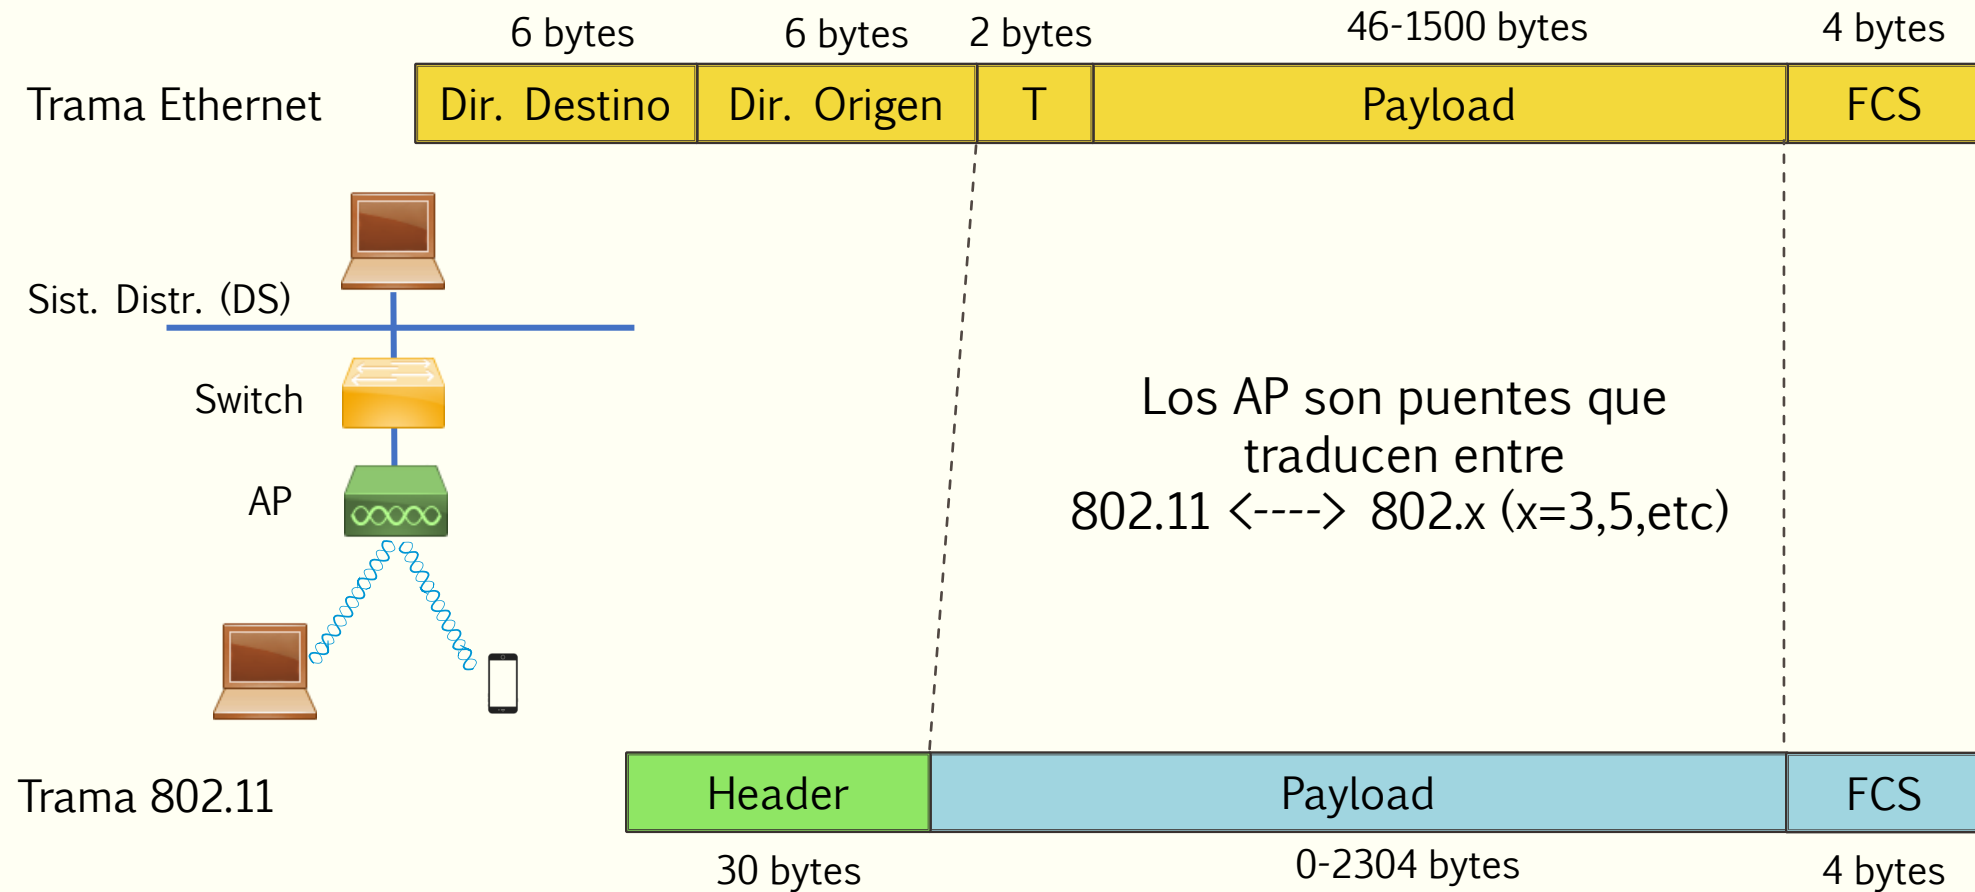 6 bytes 6 bytes 2 bytes 46-1500 bytes 4 bytes
Trama Ethernet Dir. Destino Dir. Origen T Payload FCS
Sist. Distr. (DS)
Switch
AP
Los AP son puentes que
traducen entre
802.11 <----> 802.x (x=3,5,etc)
Trama 802.11 Header Payload FCS
30 bytes 0-2304 bytes 4 bytes